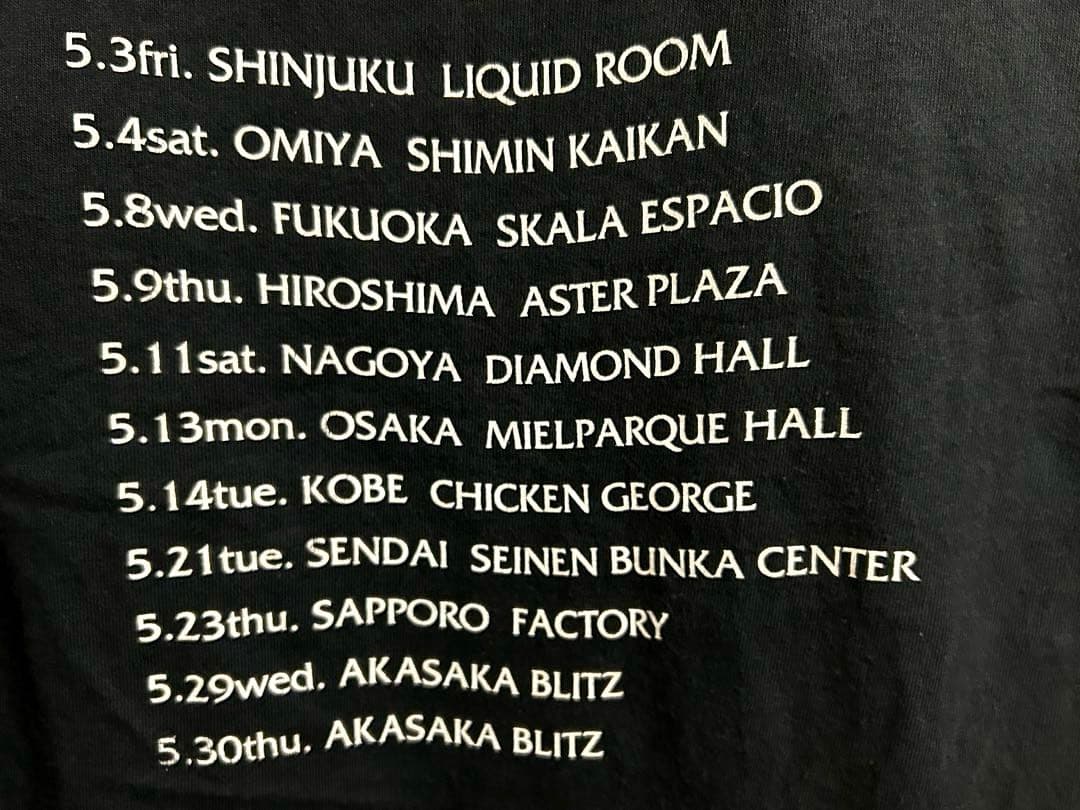 5.3fri. SHINJUKU LIQUID ROOM
5.4sat. OMIYA SHIMIN KAIKAN
5.8wed. FUKUOKA SKALA ESPACIO
5.9thu. HIROSHIMA ASTER PLAZA
5.11sat. NAGOYA DIAMOND HALL
5.13mon. OSAKA MIELPARQUE HALL
5.14tue. KOBE CHICKEN GEORGE
5.21tue. SENDAI SEINEN BUNKA CENTER
5.23thu. SAPPORO FACTORY
5.29wed. AKASAKA BLITZ
5.30thu. AKASAKA BLITZ